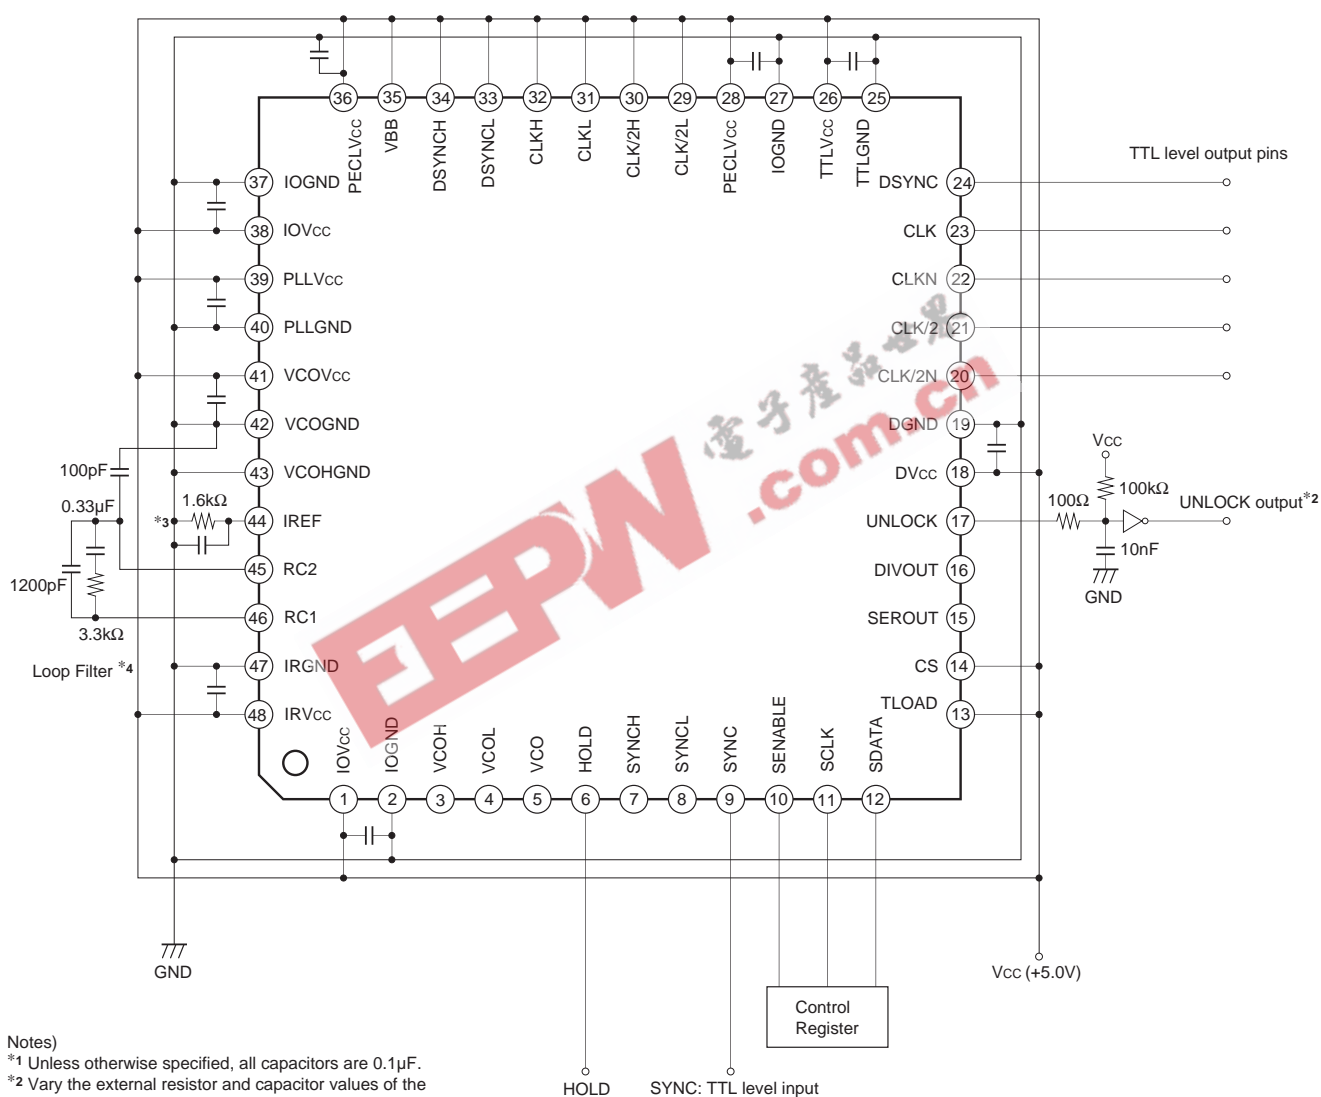 36 35 34 33 32 31 30 29 28 27 26 25
PECLVcc VBB DSYNCH DSYNCL CLKH CLKL CLK/2H CLK/2L PECLVcc IOGND TTLVcc TTLGND
TTL level output pins
37 IOGND
38 IOVcc
39 PLLVcc
40 PLLGND
41 VCOVcc
42 VCOGND
43 VCOHGND
44 IREF
45 RC2
46 RC1
47 IRGND
48 IRVcc
100pF
0.33μF
1.6kΩ
*3
1200pF
3.3kΩ
Loop Filter *4
DSYNC 24
CLK 23
CLKN 22
CLK/2 21
CLK/2N 20
DGND 19
DVcc 18
UNLOCK 17
DIVOUT 16
SEROUT 15
CS 14
TLOAD 13
Vcc
100Ω
100kΩ
UNLOCK output*2
10nF
GND
電子產品世界
EEPW.com.cn
IOVcc IOGND VCOH VCOL VCO HOLD SYNCH SYNCL SYNC SENABLE SCLK SDATA
1 2 3 4 5 6 7 8 9 10 11 12
GND
Vcc (+5.0V)
Control
Register
HOLD
SYNC: TTL level input
Notes)
*1 Unless otherwise specified, all capacitors are 0.1μF.
*2 Vary the external resistor and capacitor values of the